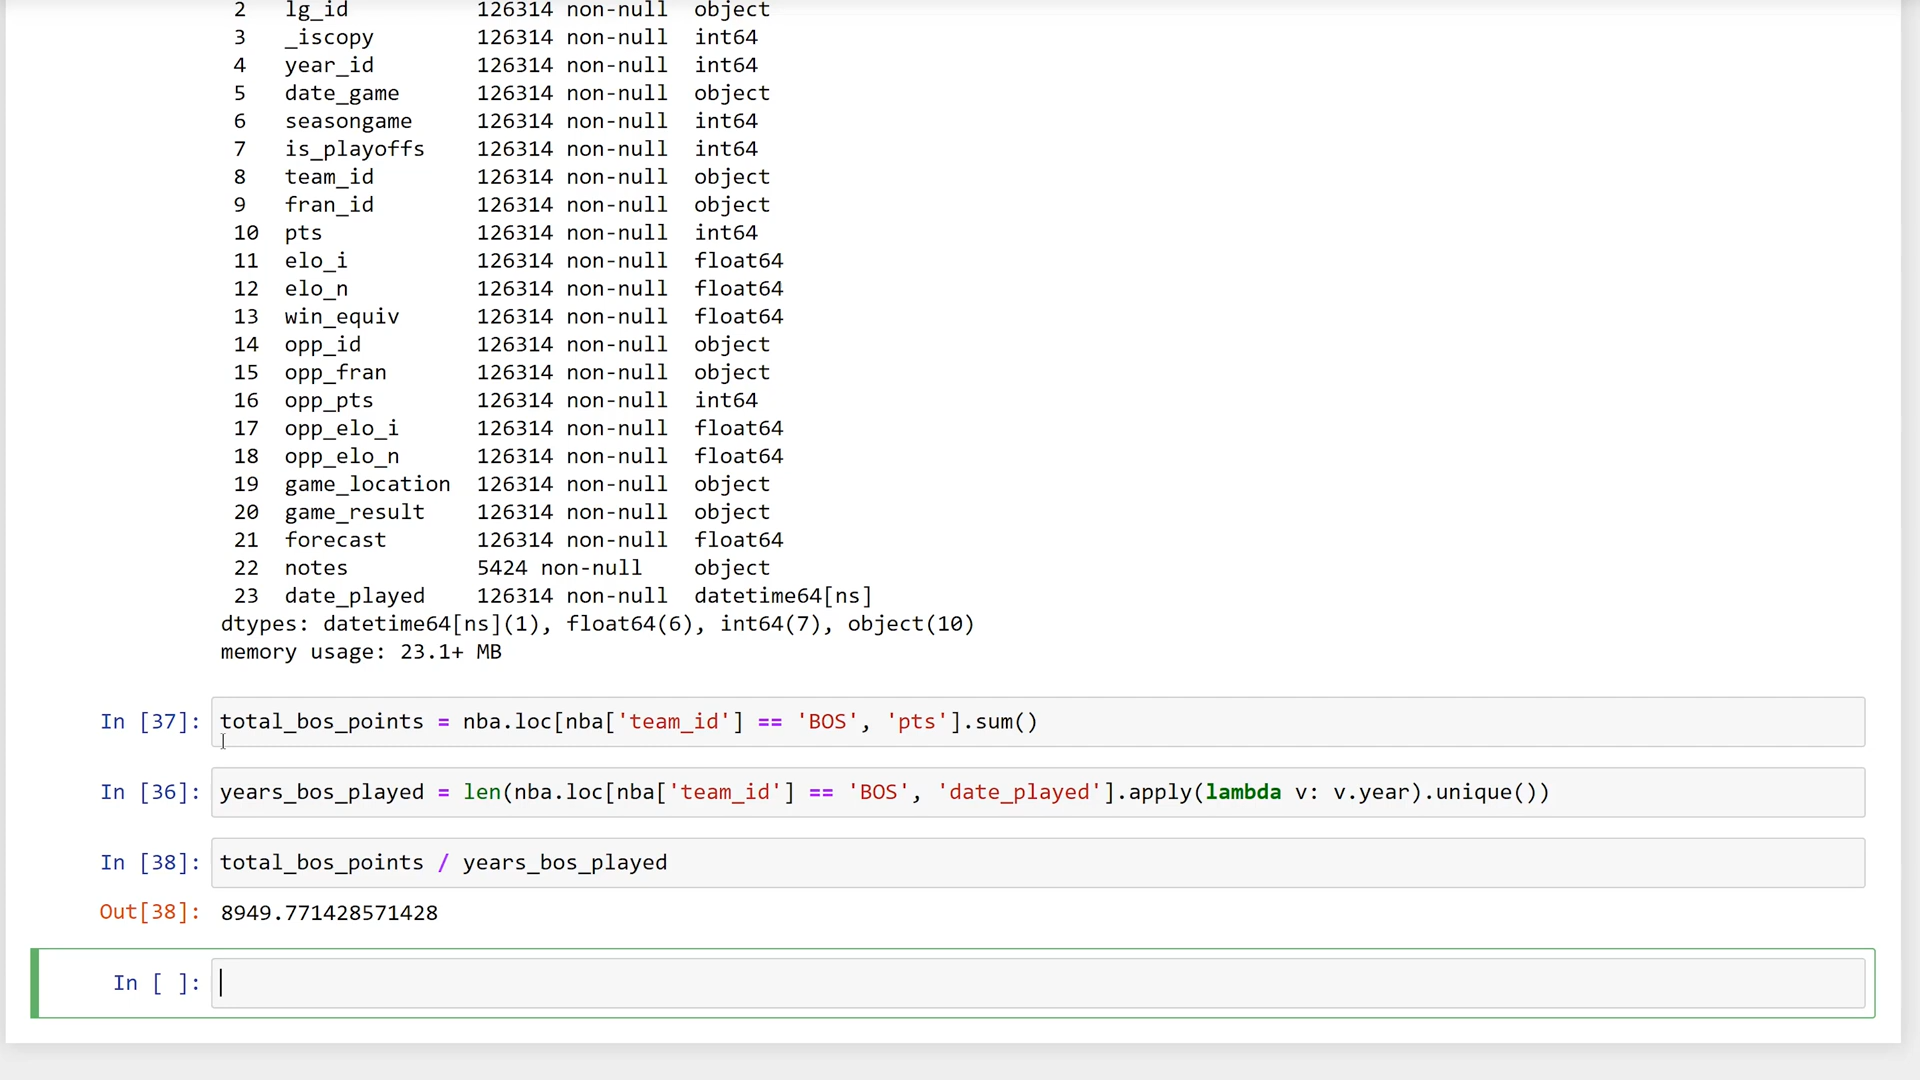 2 lg_id 126314 non-null object
3 _iscopy 126314 non-null int64
4 year_id 126314 non-null int64
5 date_game 126314 non-null object
6 seasongame 126314 non-null int64
7 is_playoffs 126314 non-null int64
8 team_id 126314 non-null object
9 fran_id 126314 non-null object
10 pts 126314 non-null int64
11 elo_i 126314 non-null float64
12 elo_n 126314 non-null float64
13 win_equiv 126314 non-null float64
14 opp_id 126314 non-null object
15 opp_fran 126314 non-null object
16 opp_pts 126314 non-null int64
17 opp_elo_i 126314 non-null float64
18 opp_elo_n 126314 non-null float64
19 game_location 126314 non-null object
20 game_result 126314 non-null object
21 forecast 126314 non-null float64
22 notes 5424 non-null object
23 date_played 126314 non-null datetime64[ns]
dtypes: datetime64[ns](1), float64(6), int64(7), object(10)
memory usage: 23.1+ MB
In [37]: total_bos_points = nba.loc[nba['team_id'] == 'BOS', 'pts'].sum()
In [36]: years_bos_played = len(nba.loc[nba['team_id'] == 'BOS', 'date_played'].apply(lambda v: v.year).unique())
In [38]: total_bos_points / years_bos_played
Out[38]: 8949.771428571428
In [ ]: